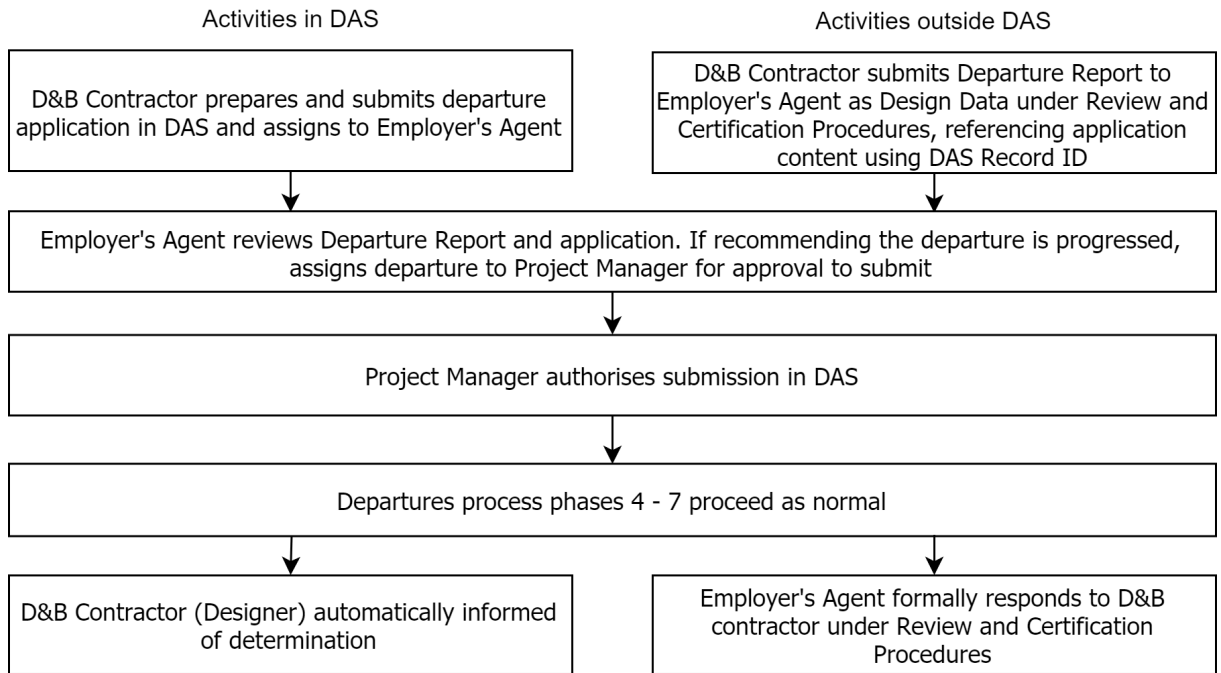 Activities in DAS
Activities outside DAS
D&B Contractor prepares and submits departure
application in DAS and assigns to Employer's Agent
D&B Contractor submits Departure Report to
Employer's Agent as Design Data under Review and
Certification Procedures, referencing application
content using DAS Record ID
Employer's Agent reviews Departure Report and application. If recommending the departure is progressed,
assigns departure to Project Manager for approval to submit
Project Manager authorises submission in DAS
Departures process phases 4 - 7 proceed as normal
D&B Contractor (Designer) automatically informed
of determination
Employer's Agent formally responds to D&B
contractor under Review and Certification
Procedures